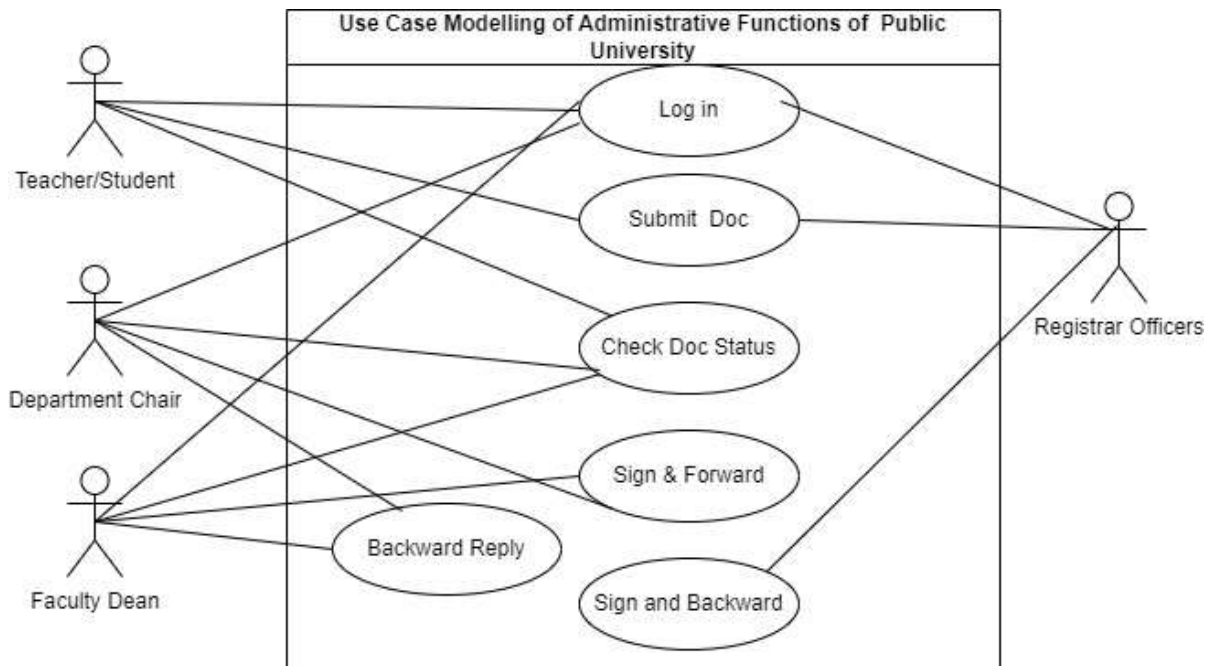 Use Case Modelling of Administrative Functions of Public
University
Log in
Teacher/Student
Submit Doc
Registrar Officers
Check Doc Status
Department Chair
Sign & Forward
Backward Reply
Faculty Dean
Sign and Backward